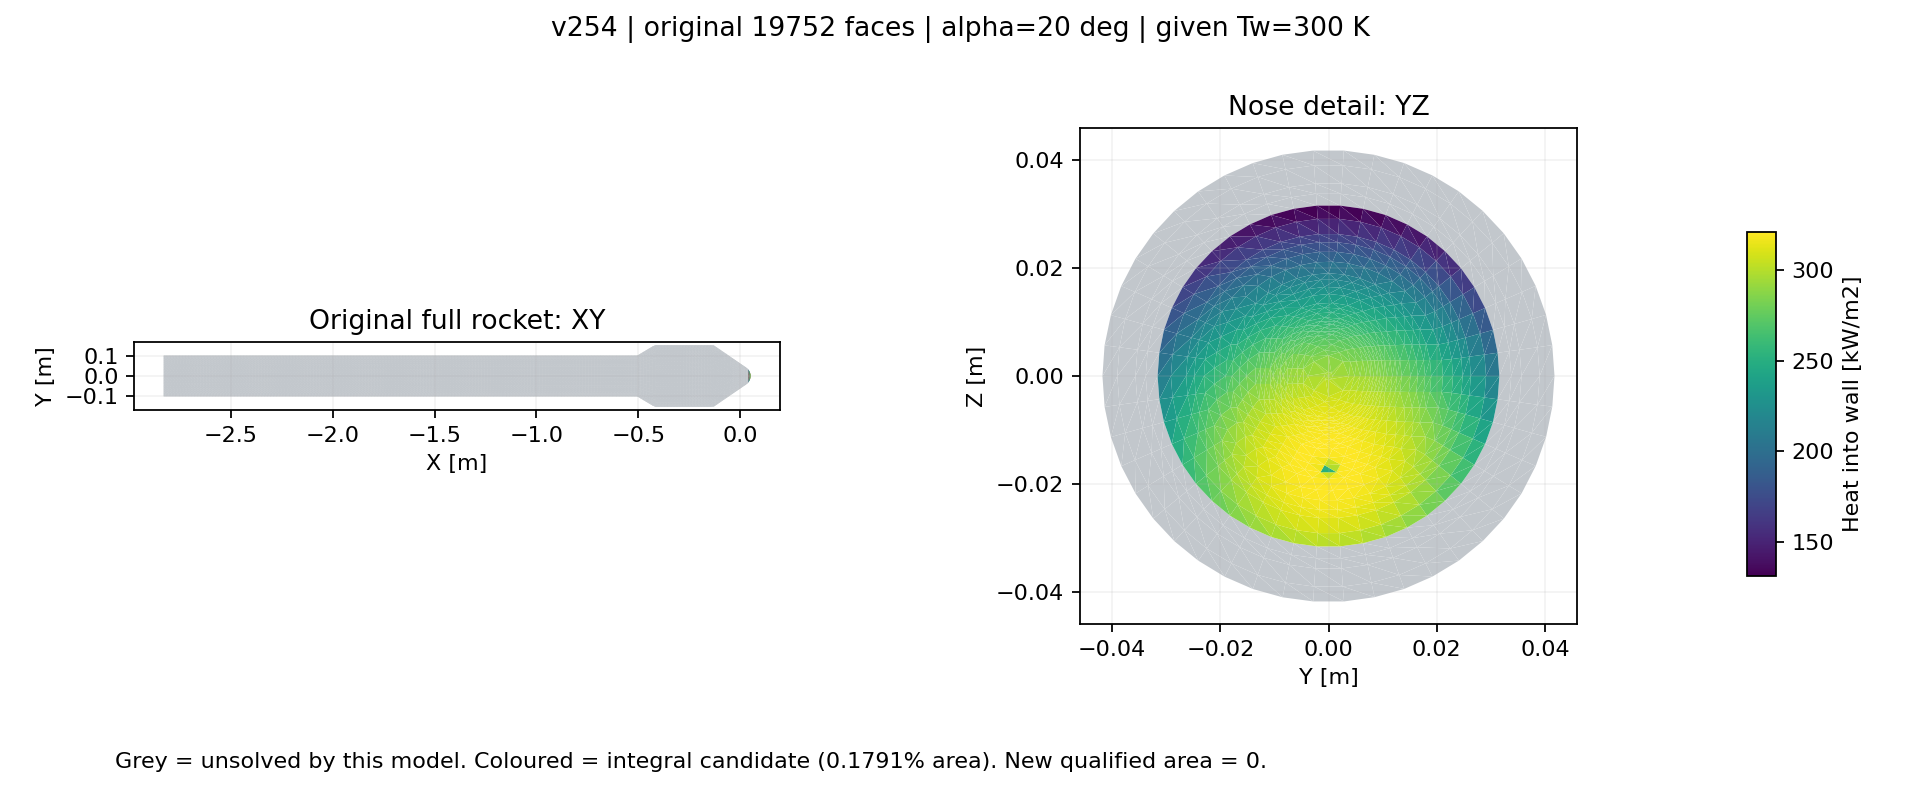 v254 | original 19752 faces | alpha=20 deg | given Tw=300 K
Original full rocket: XY
Y [m]
0.1
0.0
−0.1
−2.5 −2.0 −1.5 −1.0 −0.5 0.0
X [m]
Nose detail: YZ
Z [m]
0.04
0.02
0.00
−0.02
−0.04
−0.04 −0.02 0.00 0.02 0.04
Y [m]
300
250
200
150
Heat into wall [kW/m2]
Grey = unsolved by this model. Coloured = integral candidate (0.1791% area). New qualified area = 0.